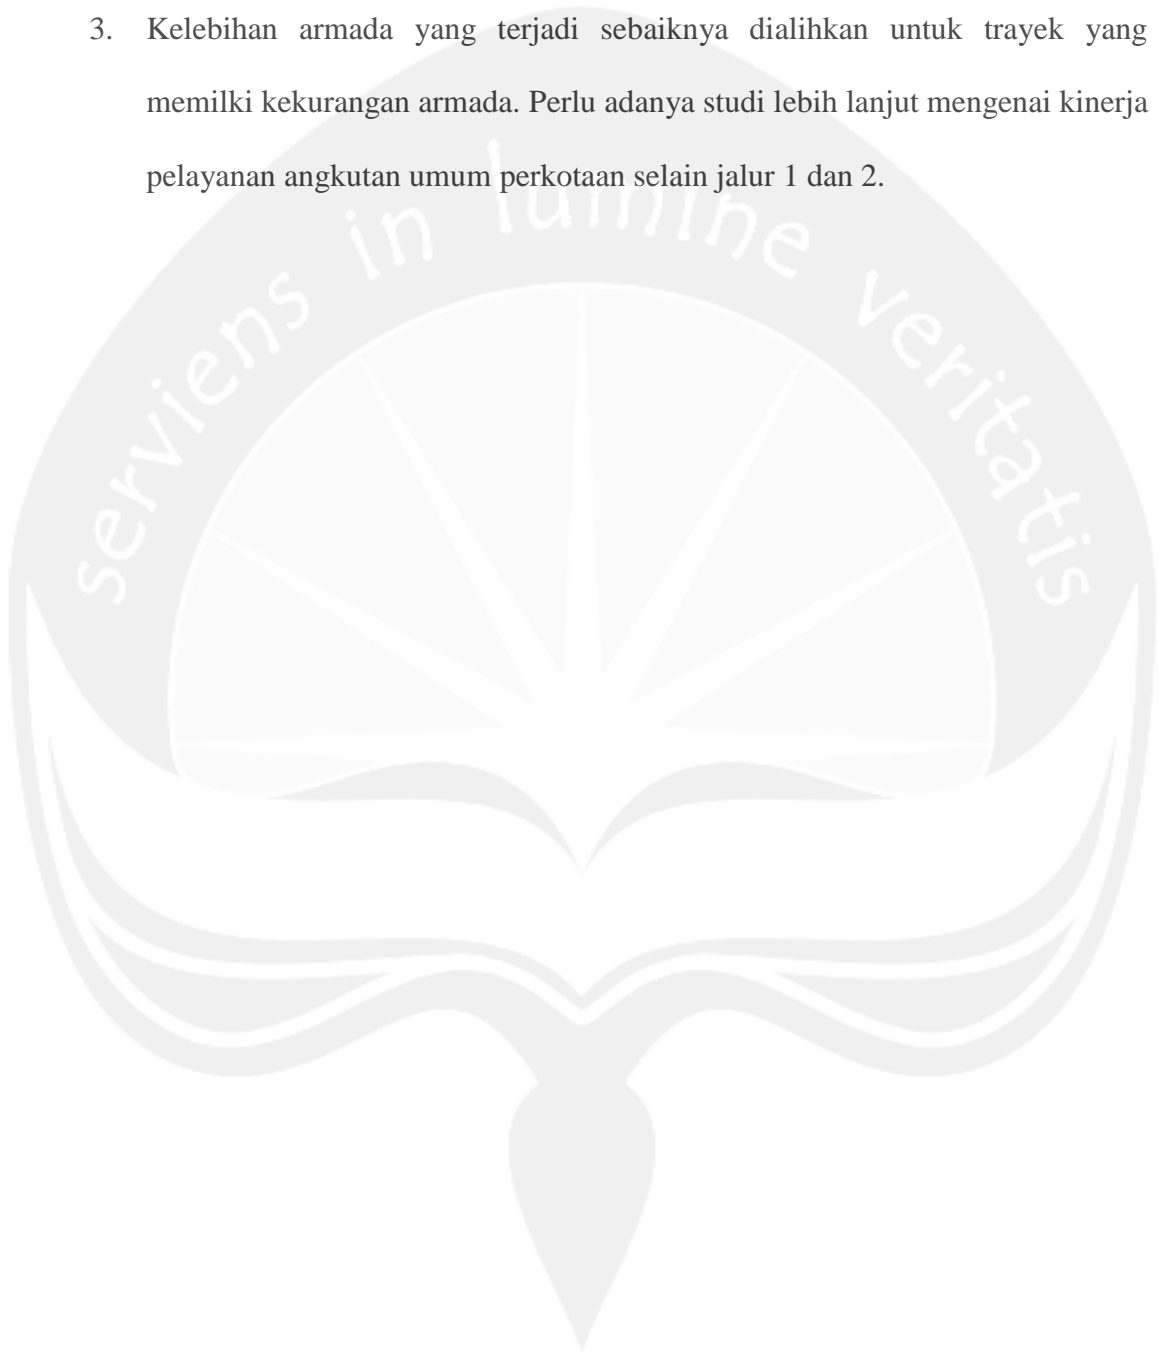 3. Kelebihan armada yang terjadi sebaiknya dialihkan untuk trayek yang
memilki kekurangan armada. Perlu adanya studi lebih lanjut mengenai kinerja
pelayanan angkutan umum perkotaan selain jalur 1 dan 2.
serviens in lumine veritatis